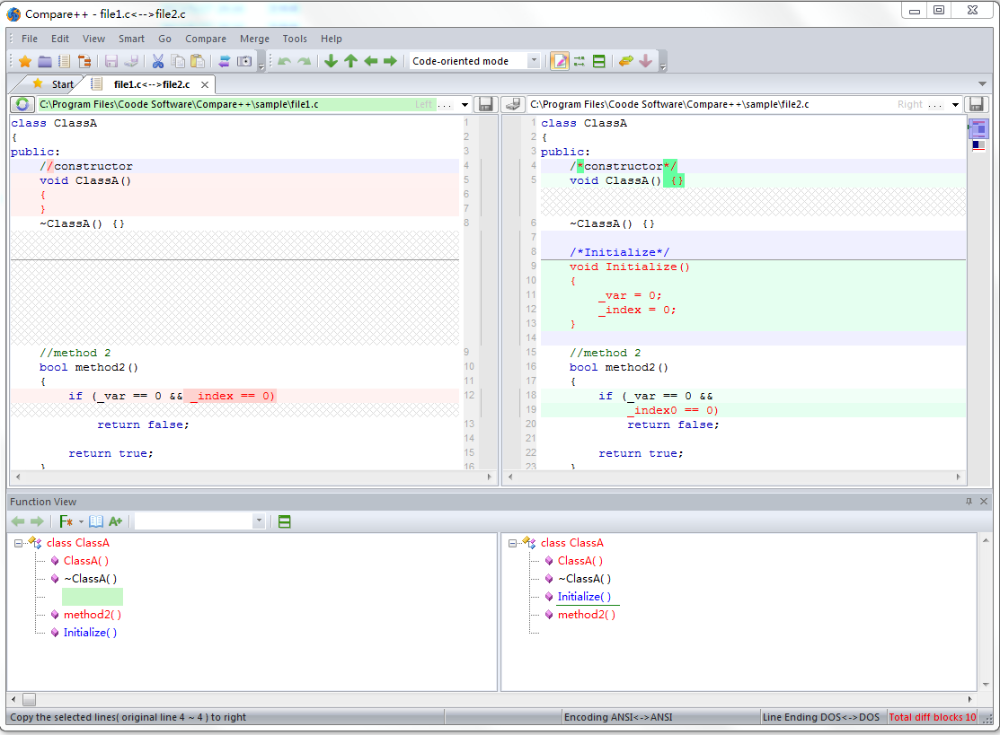 Compare++ - file1.c<-->file2.c
File Edit View Smart Go Compare Merge Tools Help
Code-oriented mode
Start file1.c<-->file2.c
C:\Program Files\Coode Software\Compare++\sample\file1.c Left ...
C:\Program Files\Coode Software\Compare++\sample\file2.c Right ...
class ClassA 1
{ 2
public: 3
//constructor 4
void ClassA() 5
{ 6
} 7
~ClassA() {} 8
//method 2 9
bool method2() 10
{ 11
if (_var == 0 && _index == 0) 12
return false; 13
14
return true; 15
} 16
1 class ClassA
2 {
3 public:
4 /*constructor*/
5 void ClassA() {}
6 ~ClassA() {}
7
8 /*Initialize*/
9 void Initialize()
10 {
11 _var = 0;
12 _index = 0;
13 }
14
15 //method 2
16 bool method2()
17 {
18 if (_var == 0 &&
19 _index0 == 0)
20 return false;
21
22 return true;
23 }
Function View
F* A+
class ClassA
ClassA( )
~ClassA( )
method2( )
Initialize( )
class ClassA
ClassA( )
~ClassA( )
Initialize( )
method2( )
Copy the selected lines( original line 4 ~ 4 ) to right
Encoding ANSI<->ANSI
Line Ending DOS<->DOS
Total diff blocks 10